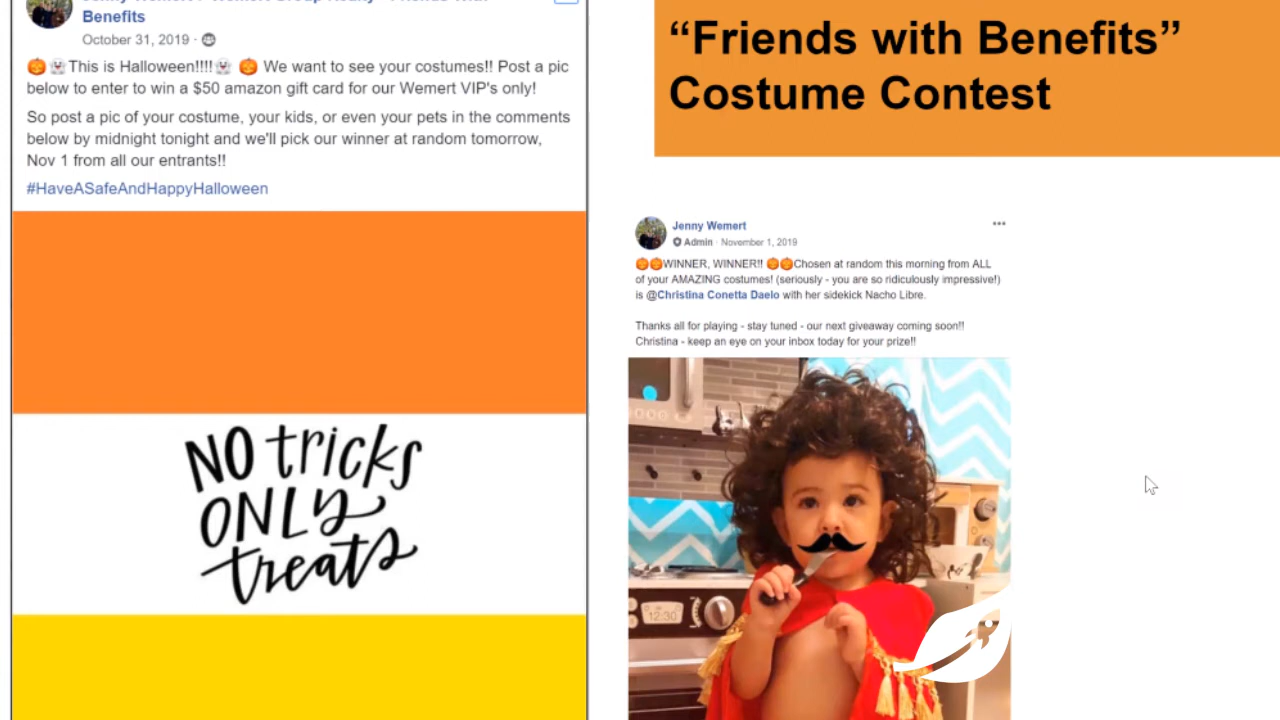 Benefits
October 31, 2019 ·
🎃👻This is Halloween!!!!👻 🎃 We want to see your costumes!! Post a pic
below to enter to win a $50 amazon gift card for our Wemert VIP's only!
So post a pic of your costume, your kids, or even your pets in the comments
below by midnight tonight and we'll pick our winner at random tomorrow,
Nov 1 from all our entrants!!
#HaveASafeAndHappyHalloween
NO tricks
ONLY
treats
“Friends with Benefits”
Costume Contest
Jenny Wemert
Admin · November 1, 2019
🎃🎃WINNER, WINNER!! 🎃🎃Chosen at random this morning from ALL
of your AMAZING costumes! (seriously - you are so ridiculously impressive!)
is @Christina Conetta Daelo with her sidekick Nacho Libre.
Thanks all for playing - stay tuned - our next giveaway coming soon!!
Christina - keep an eye on your inbox today for your prize!!
12:30